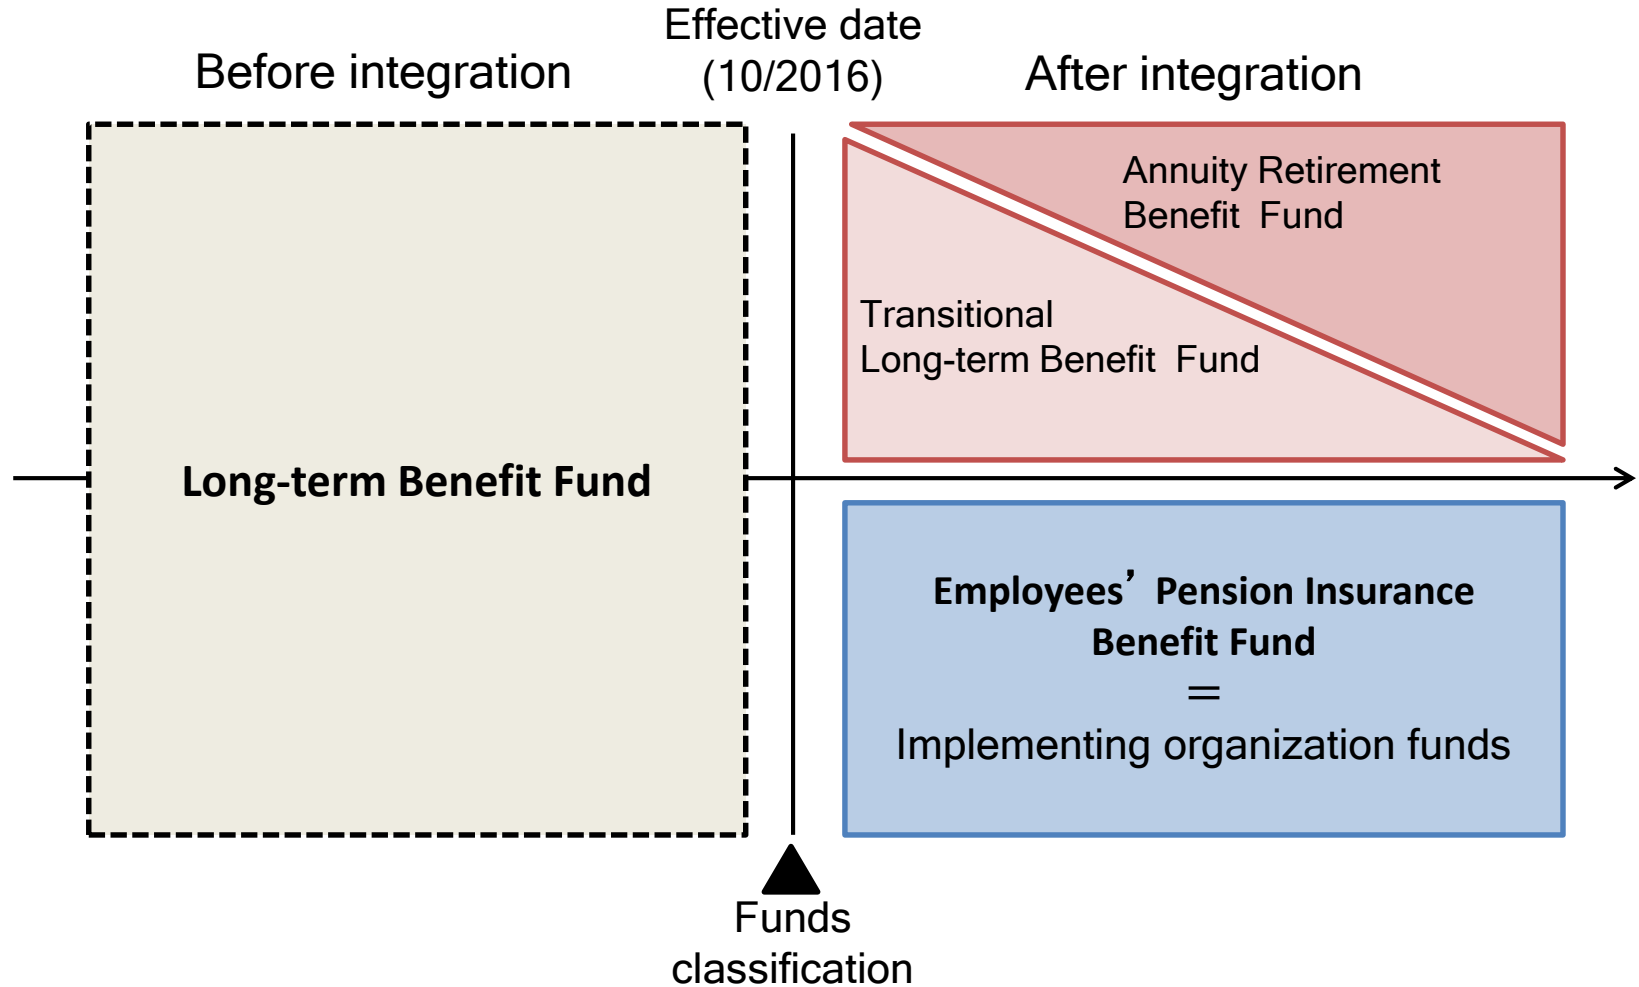 Before integration
Effective date
(10/2016)
After integration
Long-term Benefit Fund
Annuity Retirement
Benefit Fund
Transitional
Long-term Benefit Fund
Employees’ Pension Insurance
Benefit Fund
=
Implementing organization funds
Funds
classification